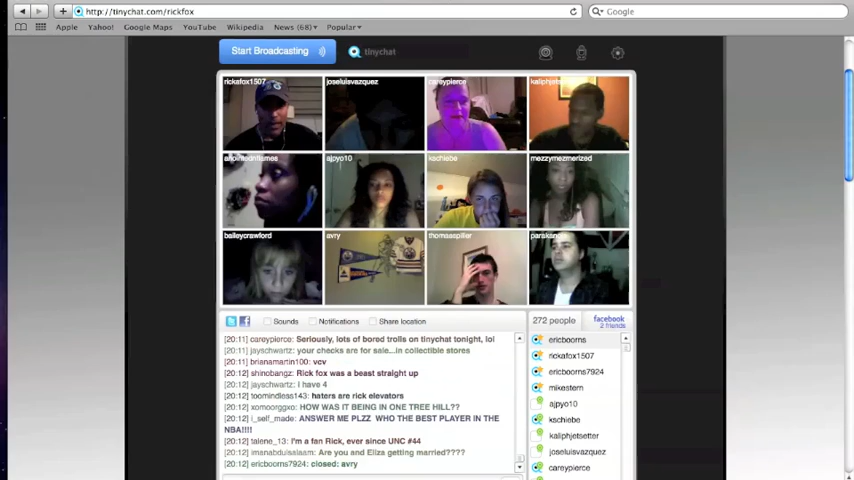 http://tinychat.com/rickfox
Google
Apple Yahoo! Google Maps YouTube Wikipedia News (68) Popular
Start Broadcasting
tinychat
rickafox1507 joseluisvazquez careypierce kaliphjetsetter
ajpyo10 kschiebe mezzymezmerized
baileycrawford avry thomasspiller
Sounds Notifications Share location
272 people
facebook
2 friends
[20:11] careypierce: Seriously, lots of bored trolls on tinychat tonight, lol
[20:11] jayschwartz: your checks are for sale...in collectible stores
[20:11] brianamartin100: vcv
[20:12] shinobangz: Rick fox was a beast straight up
[20:12] jayschwartz: i have 4
[20:12] toomindless143: haters are rick elevators
[20:12] xomoorggxo: HOW WAS IT BEING IN ONE TREE HILL??
[20:12] i_self_made: ANSWER ME PLZZ WHO THE BEST PLAYER IN THE
NBA!!!!
[20:12] talene_13: I'm a fan Rick, ever since UNC #44
[20:12] imanabdulsalaam: Are you and Eliza getting married????
[20:12] ericboorns7924: closed: avry
ericboorns
rickafox1507
ericboorns7924
mikestern
ajpyo10
kschiebe
kaliphjetsetter
joseluisvazquez
careypierce